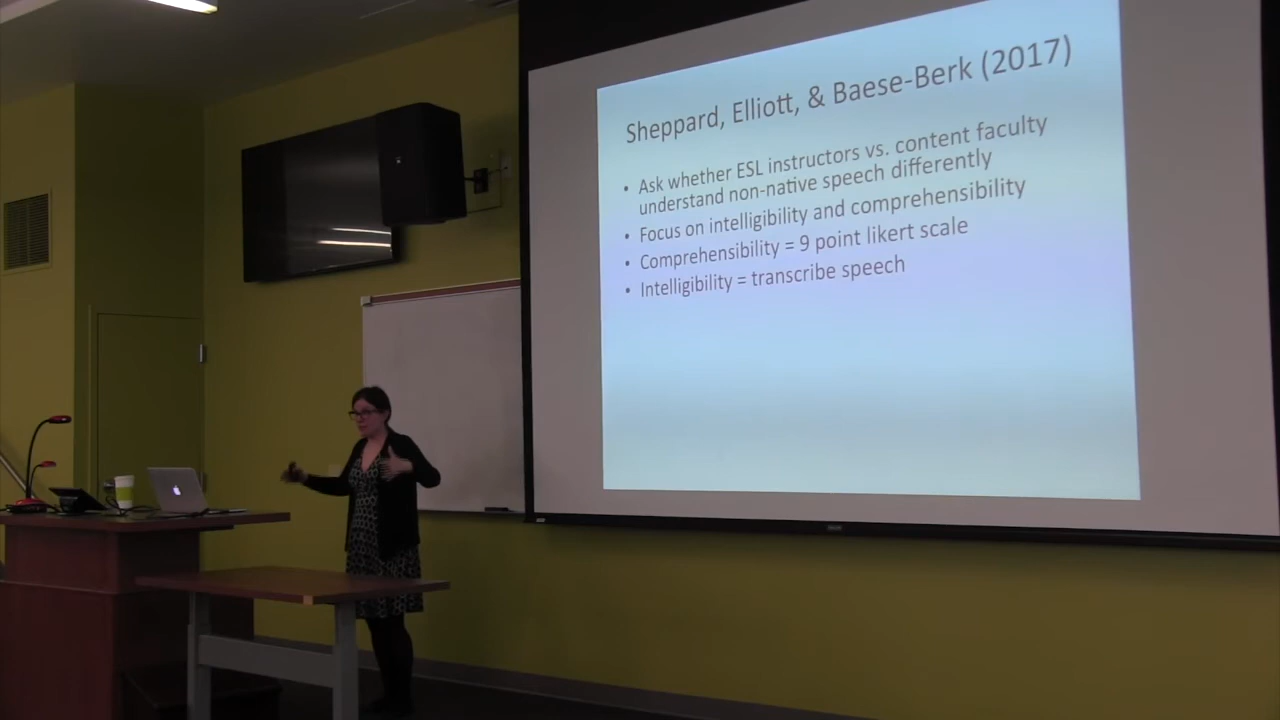 Sheppard, Elliott, & Baese-Berk (2017)
• Ask whether ESL instructors vs. content faculty
understand non-native speech differently
• Focus on intelligibility and comprehensibility
• Comprehensibility = 9 point likert scale
• Intelligibility = transcribe speech